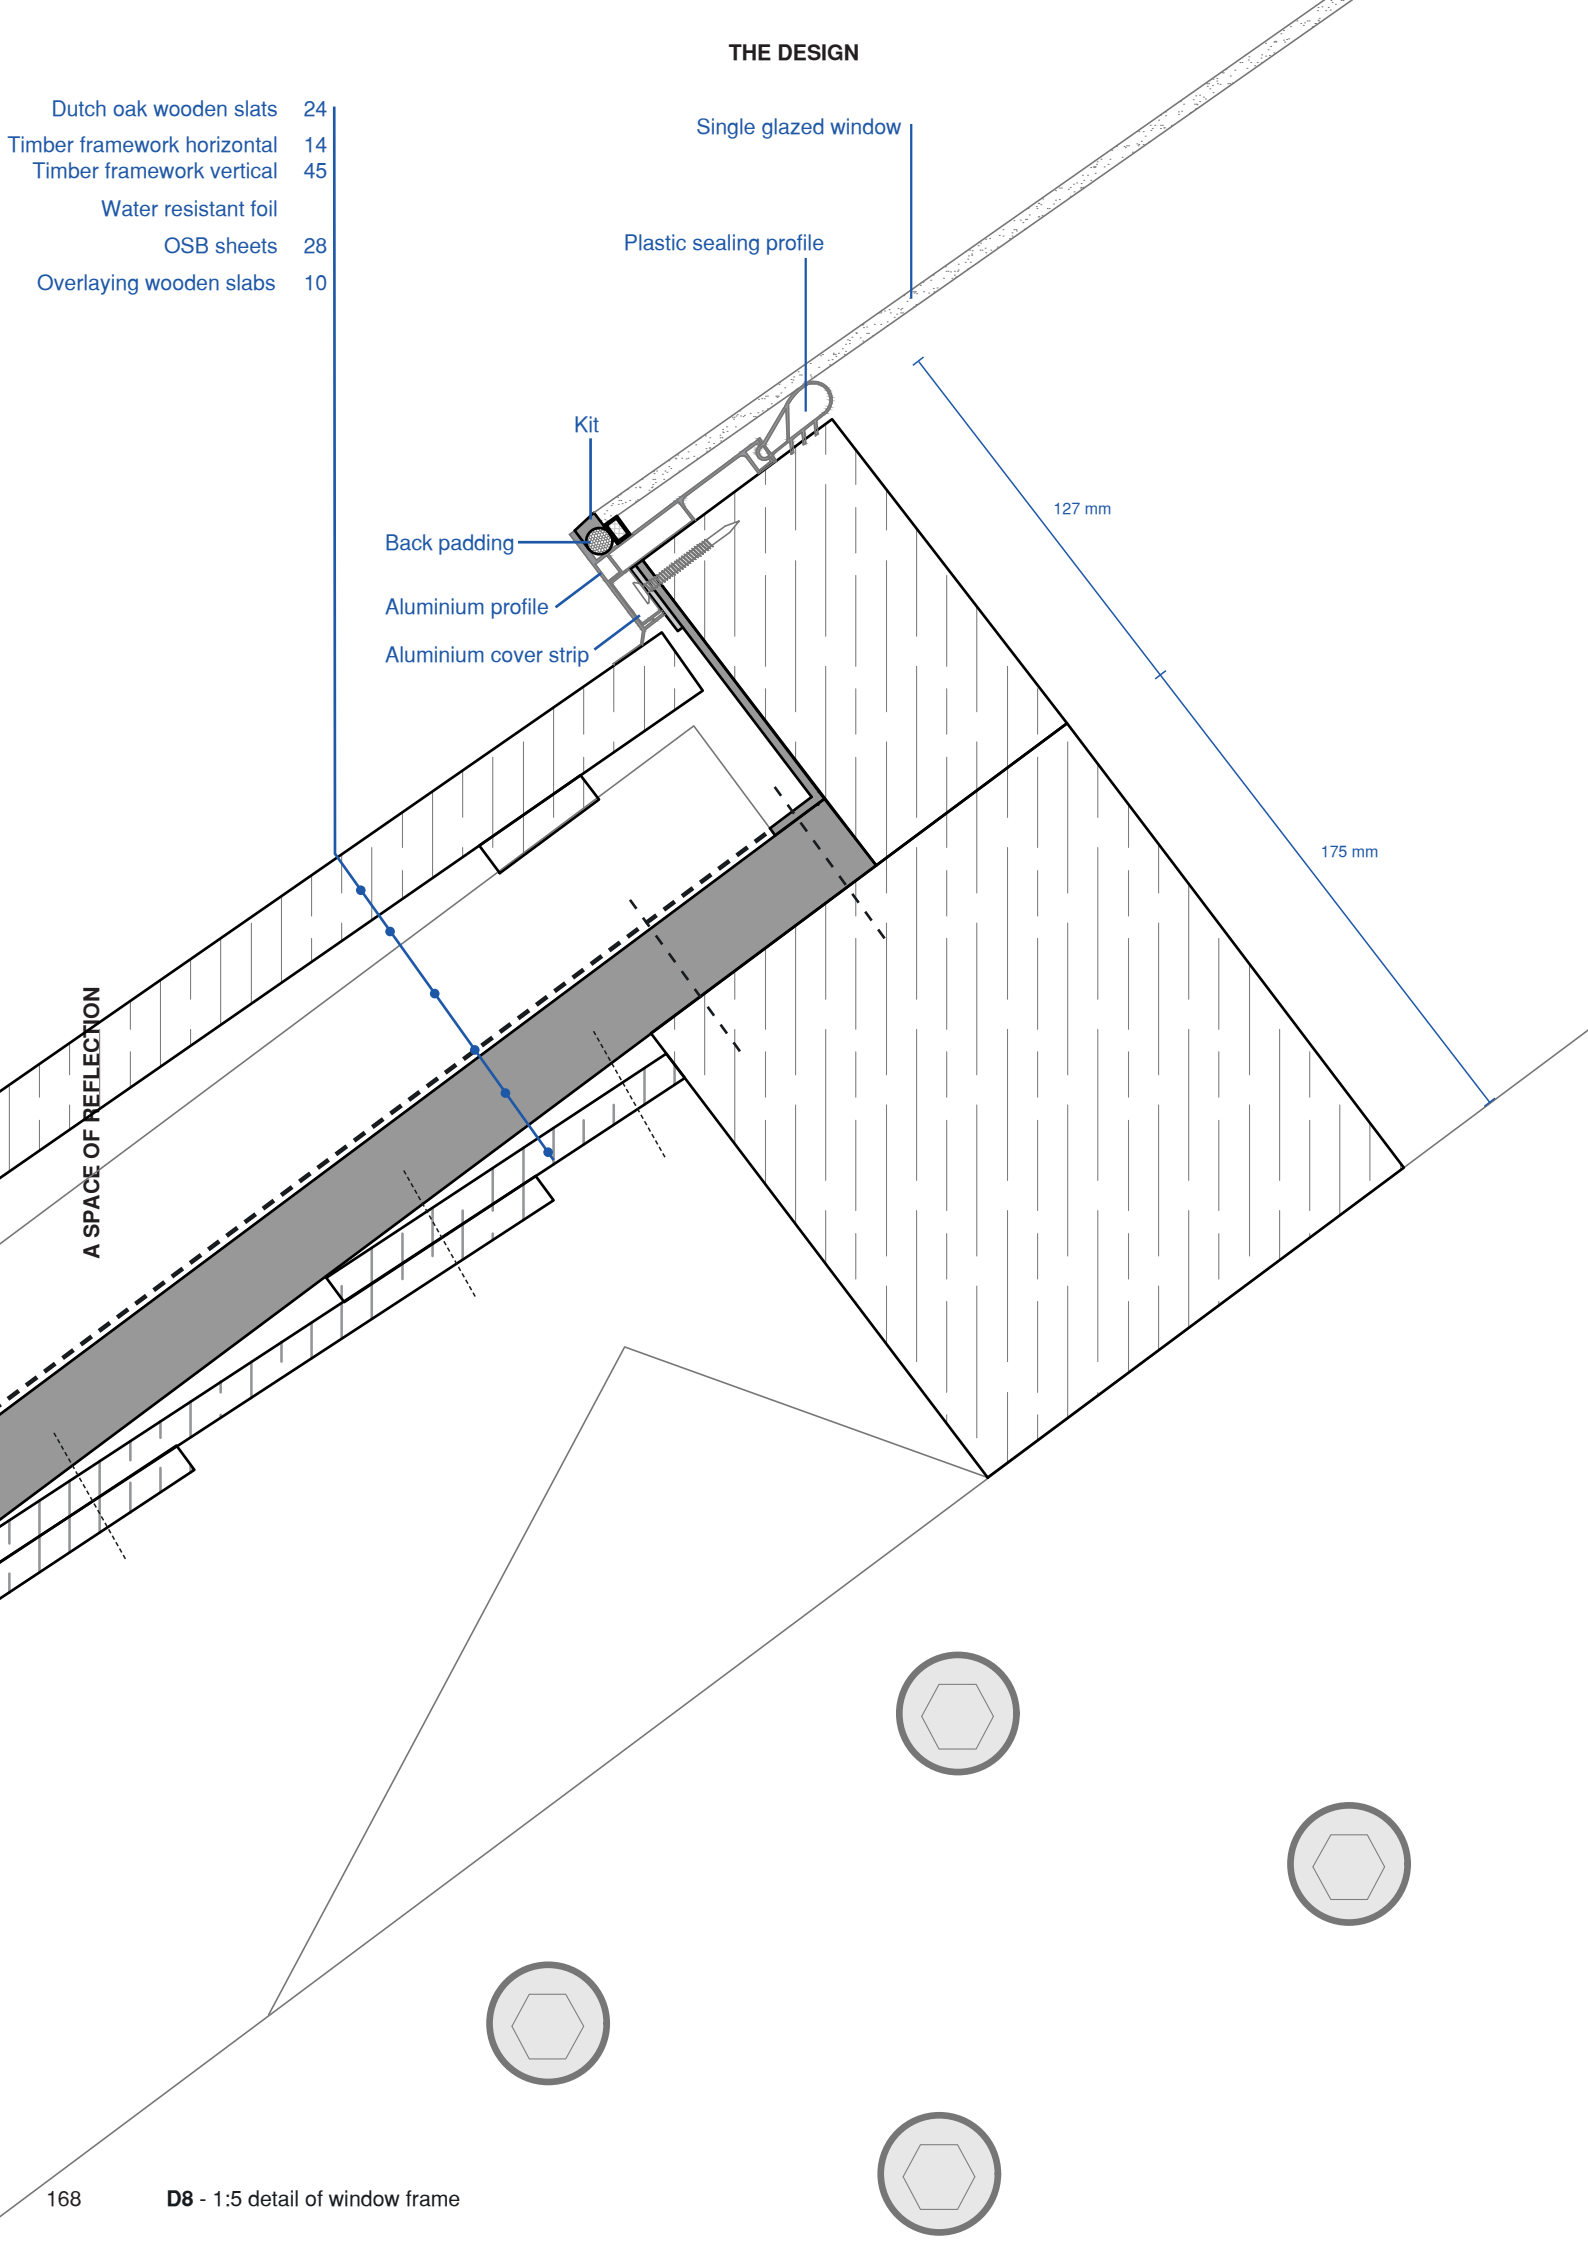 THE DESIGN
Dutch oak wooden slats 24
Timber framework horizontal 14
Timber framework vertical 45
Water resistant foil
OSB sheets 28
Overlaying wooden slabs 10
Single glazed window
Plastic sealing profile
Kit
Back padding
Aluminium profile
Aluminium cover strip
127 mm
175 mm
A SPACE OF REFLECTION
168
D8 - 1:5 detail of window frame